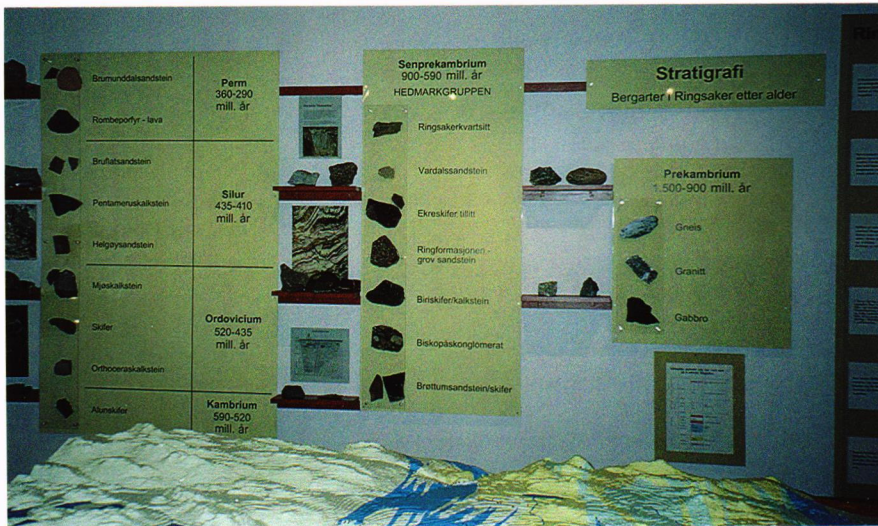 Brumunddalsandstein
Rombeporfyr - lava
Bruflatsandstein
Pentameruskalkstein
Helgøysandstein
Mjøskalkstein
Skifer
Orthoceraskalkstein
Alunskifer
Perm
360-290
mill. år
Silur
435-410
mill. år
Ordovicium
520-435
mill. år
Kambrium
590-520
mill. år
Senprekambrium
900-590 mill. år
HEDMARKGRUPPEN
Ringsakerkvartsitt
Vardalssandstein
Ekreskifer, tillitt
Ringformasjonen -
grov sandstein
Biriskifer/kalkstein
Biskopåskonglomerat
Brøttumsandstein/skifer
Stratigrafi
Bergarter i Ringsaker etter alder
Prekambrium
1.500-900 mill. år
Gneis
Granitt
Gabbro